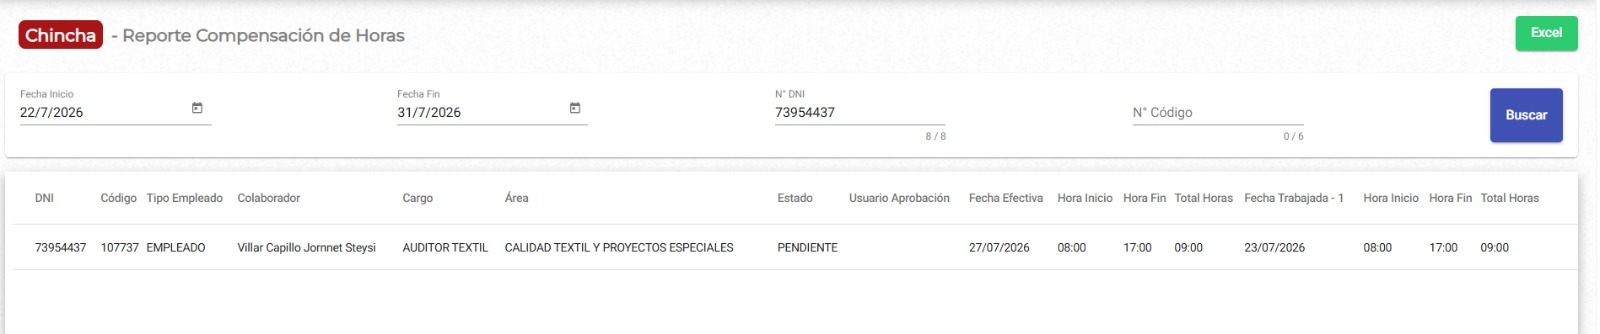 Chincha - Reporte Compensación de Horas
Excel
Fecha Inicio Fecha Fin N° DNI
22/7/2026 31/7/2026 73954437 N° Código
Buscar
8 / 8 0 / 6
DNI Código Tipo Empleado Colaborador Cargo Área Estado Usuario Aprobación Fecha Efectiva Hora Inicio Hora Fin Total Horas Fecha Trabajada - 1 Hora Inicio Hora Fin Total Horas
73954437 107737 EMPLEADO Villar Capillo Jornnet Steysi AUDITOR TEXTIL CALIDAD TEXTIL Y PROYECTOS ESPECIALES PENDIENTE 27/07/2026 08:00 17:00 09:00 23/07/2026 08:00 17:00 09:00